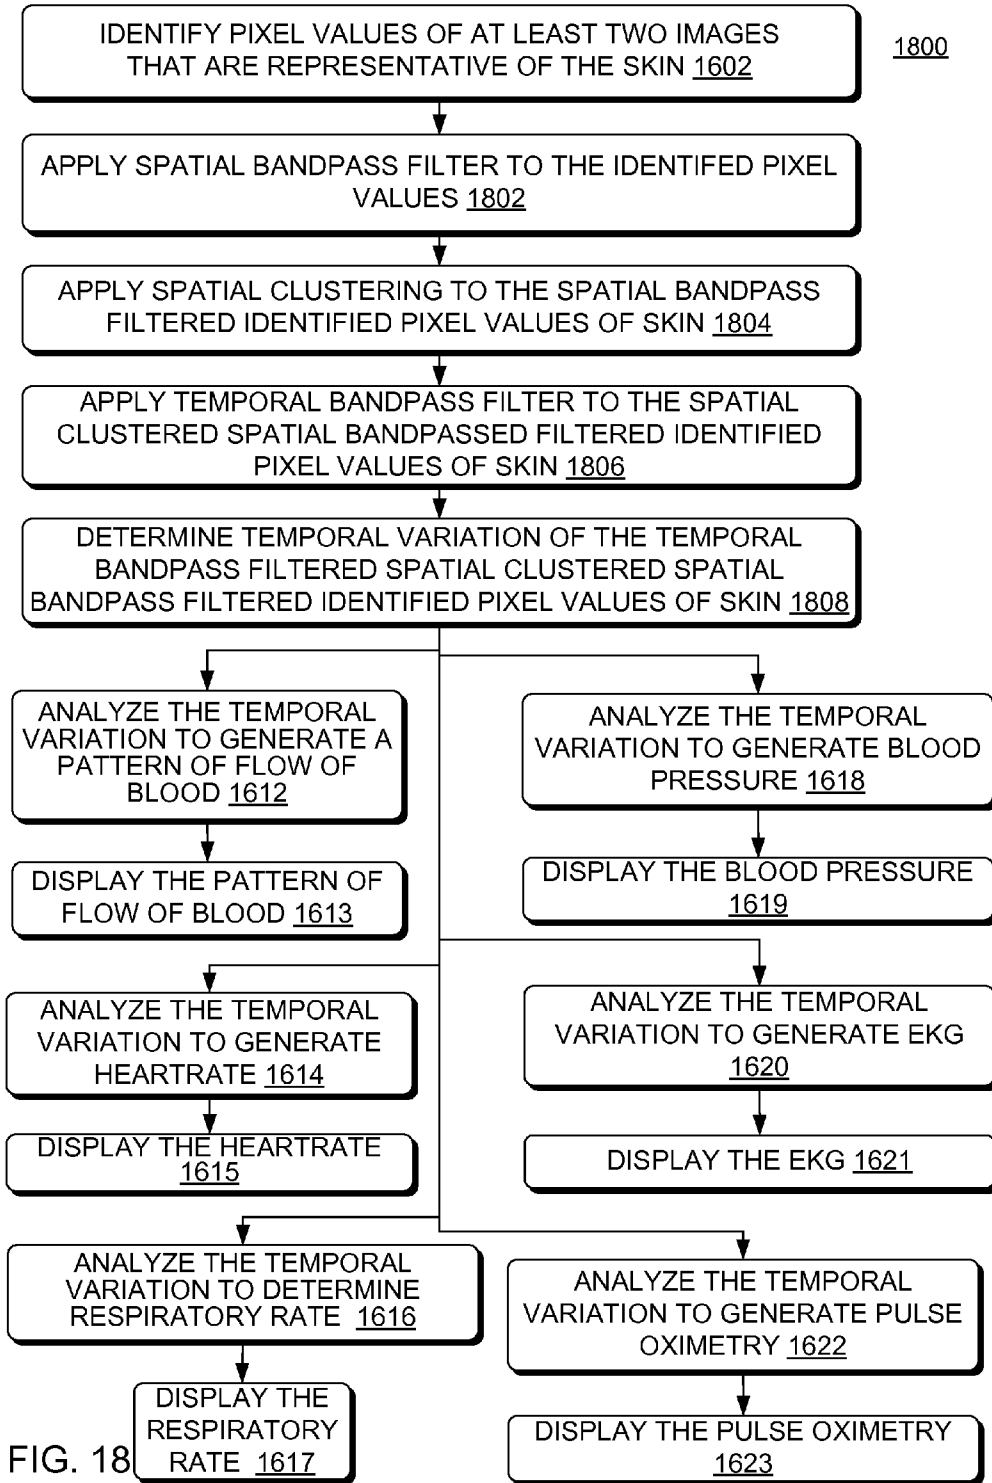 IDENTIFY PIXEL VALUES OF AT LEAST TWO IMAGES
THAT ARE REPRESENTATIVE OF THE SKIN 1602
1800
APPLY SPATIAL BANDPASS FILTER TO THE IDENTIFED PIXEL
VALUES 1802
APPLY SPATIAL CLUSTERING TO THE SPATIAL BANDPASS
FILTERED IDENTIFIED PIXEL VALUES OF SKIN 1804
APPLY TEMPORAL BANDPASS FILTER TO THE SPATIAL
CLUSTERED SPATIAL BANDPASSED FILTERED IDENTIFIED
PIXEL VALUES OF SKIN 1806
DETERMINE TEMPORAL VARIATION OF THE TEMPORAL
BANDPASS FILTERED SPATIAL CLUSTERED SPATIAL
BANDPASS FILTERED IDENTIFIED PIXEL VALUES OF SKIN 1808
ANALYZE THE TEMPORAL
VARIATION TO GENERATE A
PATTERN OF FLOW OF
BLOOD 1612
DISPLAY THE PATTERN OF
FLOW OF BLOOD 1613
ANALYZE THE TEMPORAL
VARIATION TO GENERATE BLOOD
PRESSURE 1618
DISPLAY THE BLOOD PRESSURE
1619
ANALYZE THE TEMPORAL
VARIATION TO GENERATE
HEARTRATE 1614
DISPLAY THE HEARTRATE
1615
ANALYZE THE TEMPORAL
VARIATION TO GENERATE EKG
1620
DISPLAY THE EKG 1621
ANALYZE THE TEMPORAL
VARIATION TO DETERMINE
RESPIRATORY RATE 1616
DISPLAY THE
RESPIRATORY
RATE 1617
ANALYZE THE TEMPORAL
VARIATION TO GENERATE PULSE
OXIMETRY 1622
DISPLAY THE PULSE OXIMETRY
1623
FIG. 18